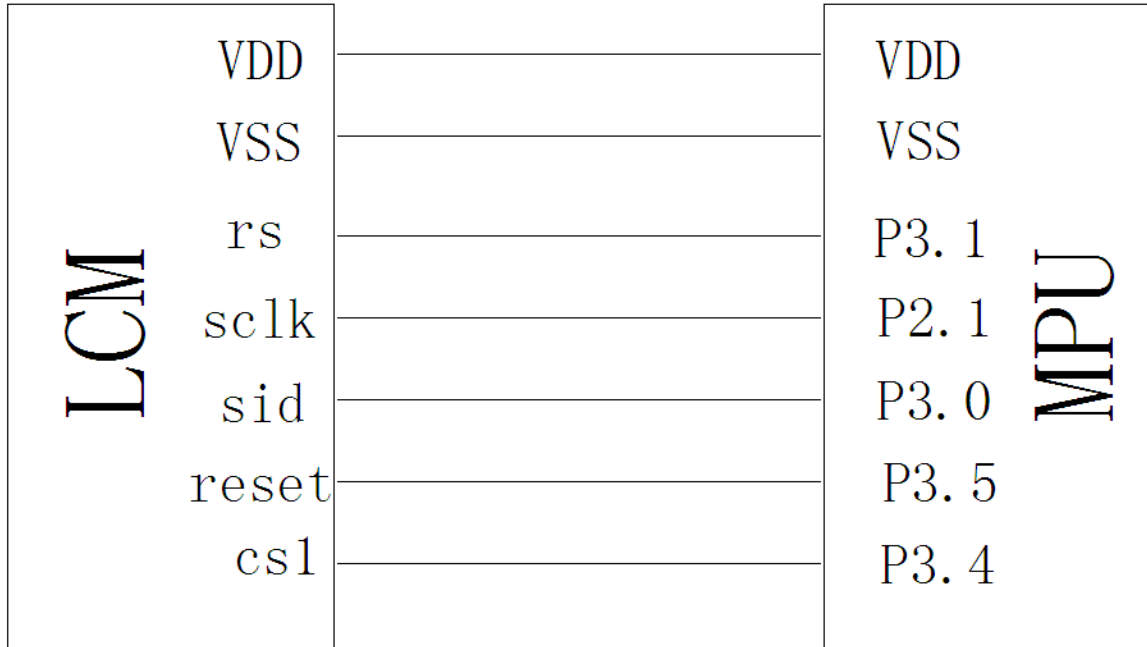 LCM
VDD
VSS
rs
sclk
sid
reset
cs1
VDD
VSS
P3.1
P2.1
P3.0
P3.5
P3.4
MPU